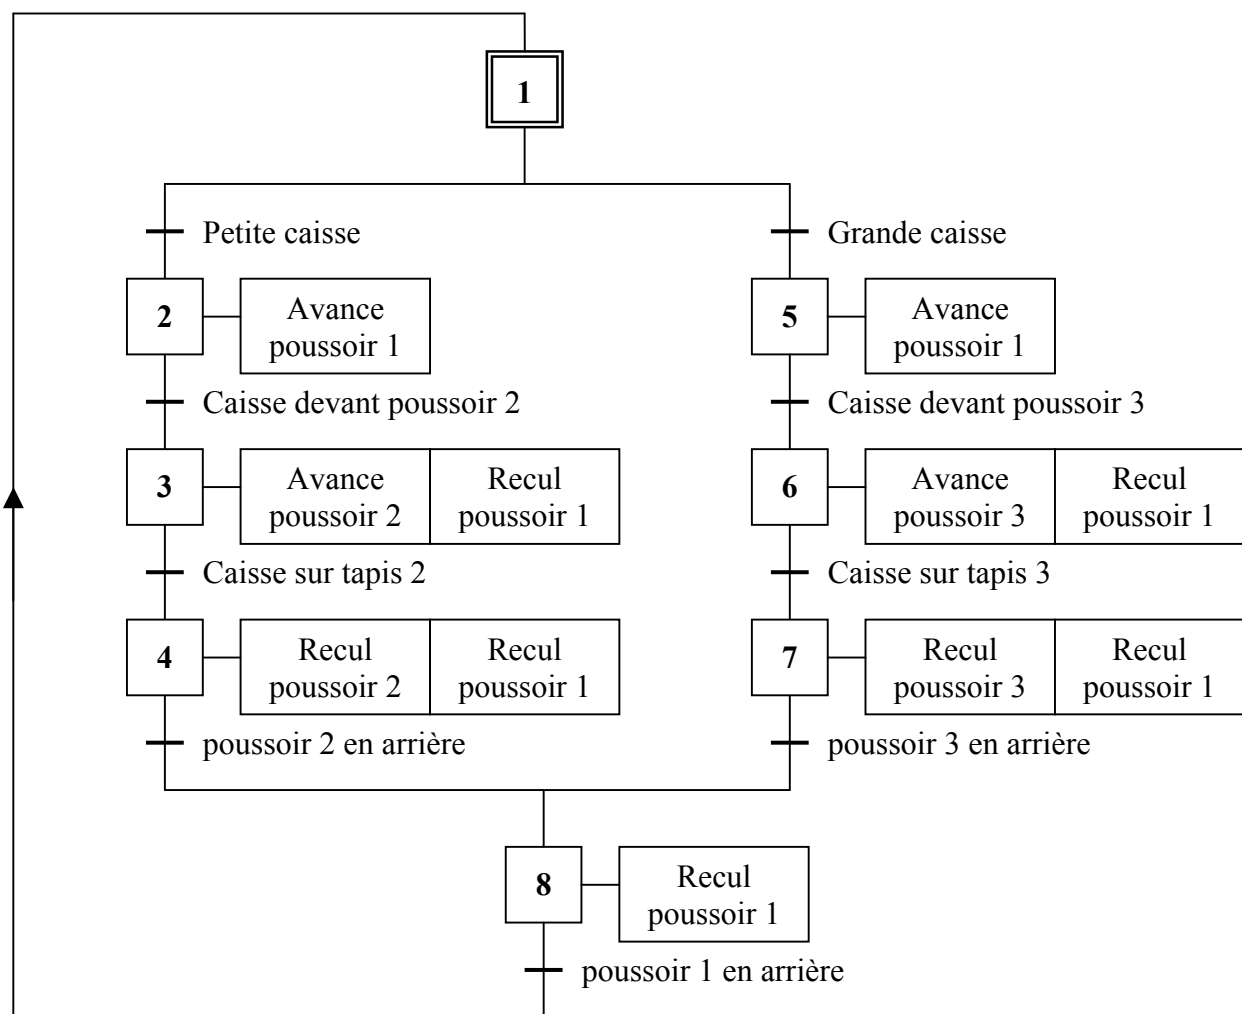 1
Petite caisse
Grande caisse
2
Avance
poussoir 1
5
Avance
poussoir 1
Caisse devant poussoir 2
Caisse devant poussoir 3
3
Avance
poussoir 2
Recul
poussoir 1
6
Avance
poussoir 3
Recul
poussoir 1
Caisse sur tapis 2
Caisse sur tapis 3
4
Recul
poussoir 2
Recul
poussoir 1
7
Recul
poussoir 3
Recul
poussoir 1
poussoir 2 en arrière
poussoir 3 en arrière
8
Recul
poussoir 1
poussoir 1 en arrière